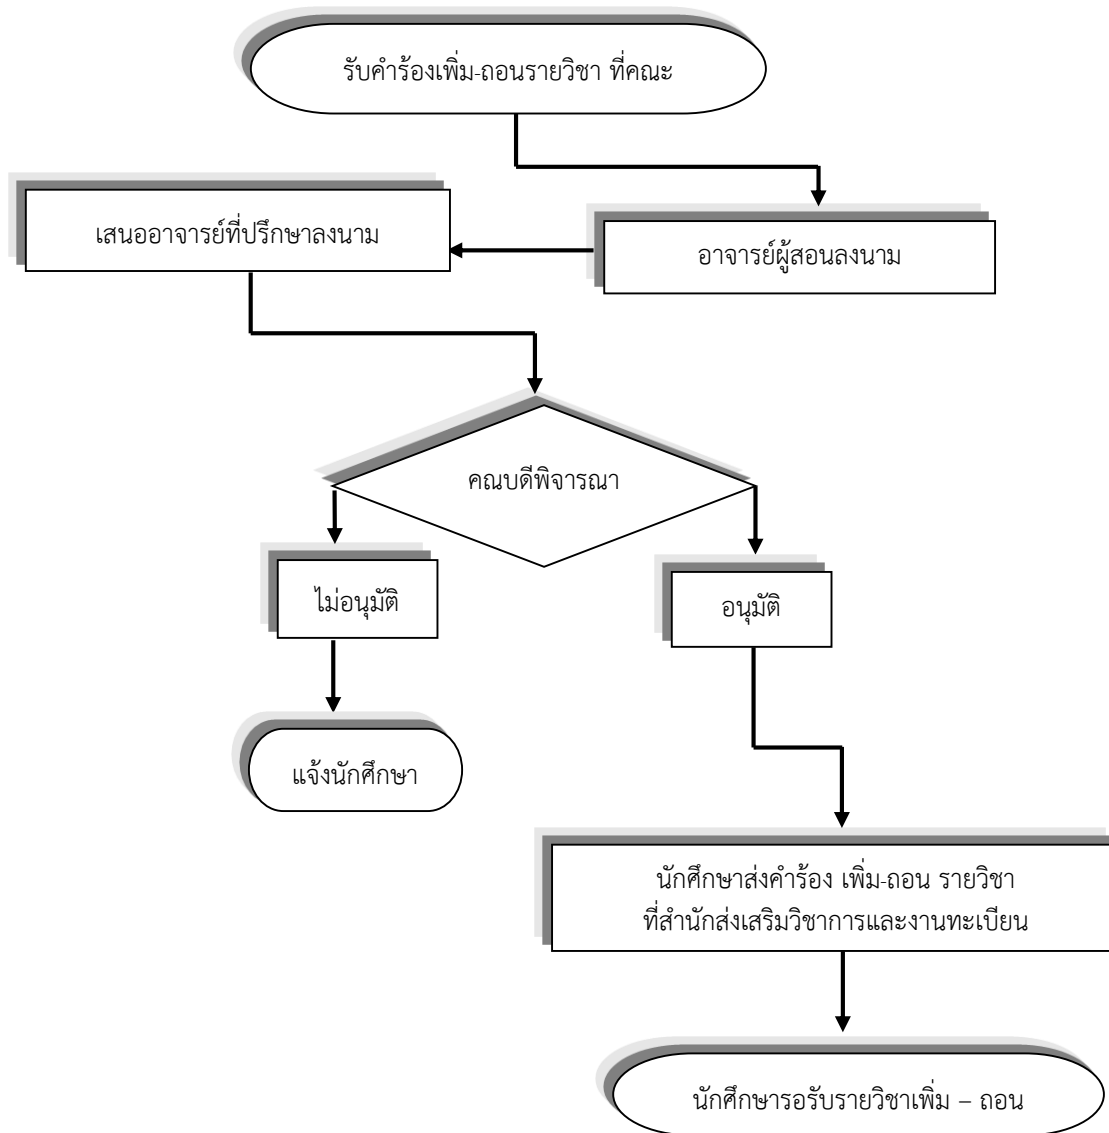 รับคำร้องเพิ่ม-ถอนรายวิชา ที่คณะ
อาจารย์ผู้สอนลงนาม
เสนออาจารย์ที่ปรึกษาลงนาม
คณบดีพิจารณา
ไม่อนุมัติ
อนุมัติ
แจ้งนักศึกษา
นักศึกษาส่งคำร้อง เพิ่ม-ถอน รายวิชา
ที่สำนักส่งเสริมวิชาการและงานทะเบียน
นักศึกษารอรับรายวิชาเพิ่ม – ถอน